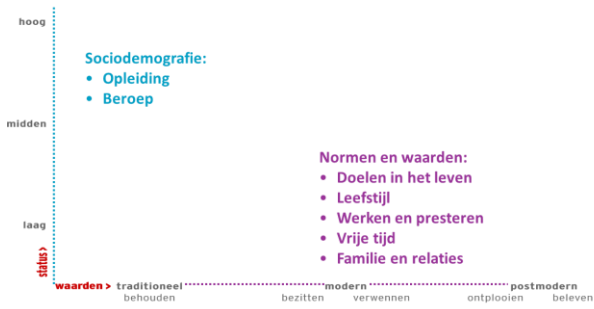 hoog
Sociodemografie:
• Opleiding
• Beroep
midden
Normen en waarden:
• Doelen in het leven
• Leefstijl
• Werken en presteren
• Vrije tijd
• Familie en relaties
laag
status >
waarden > traditioneel modern postmodern
behouden bezitten verwennen ontplooien beleven